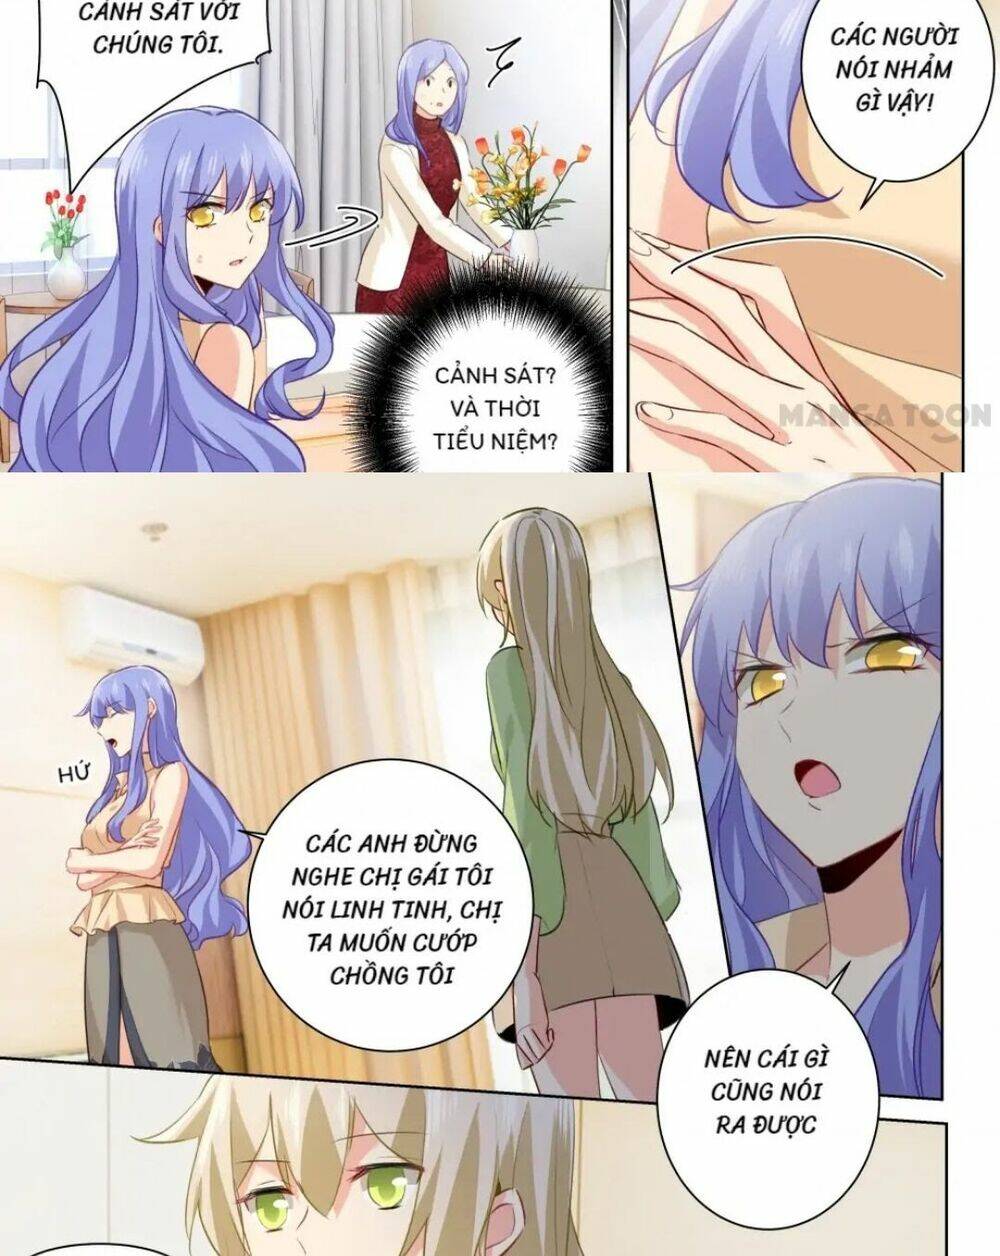 CẢNH SÁT VỚI
CHÚNG TÔI.
CÁC NGƯỜI
NÓI NHẢM
GÌ VẬY!
CẢNH SÁT?
VÀ THỜI
TIỂU NIỆM?
MANGA TOON
HỨ
CÁC ANH ĐỪNG
NGHE CHỊ GÁI TÔI
NÓI LINH TINH, CHỊ
TA MUỐN CƯỚP
CHỒNG TÔI
NÊN CÁI GÌ
CŨNG NÓI
RA ĐƯỢC